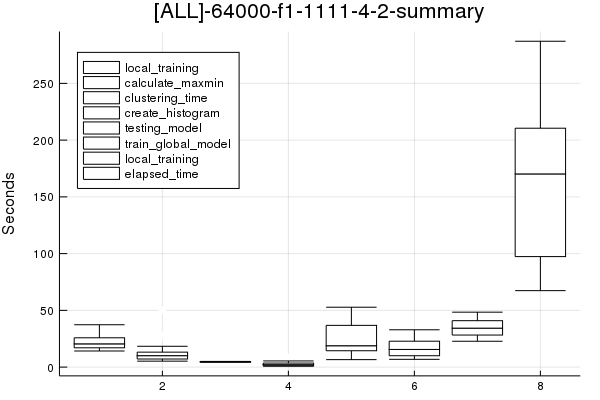 [ALL]-64000-f1-1111-4-2-summary
local_training
calculate_maxmin
clustering_time
create_histogram
testing_model
train_global_model
local_training
elapsed_time
Seconds
250
200
150
100
50
0
2 4 6 8